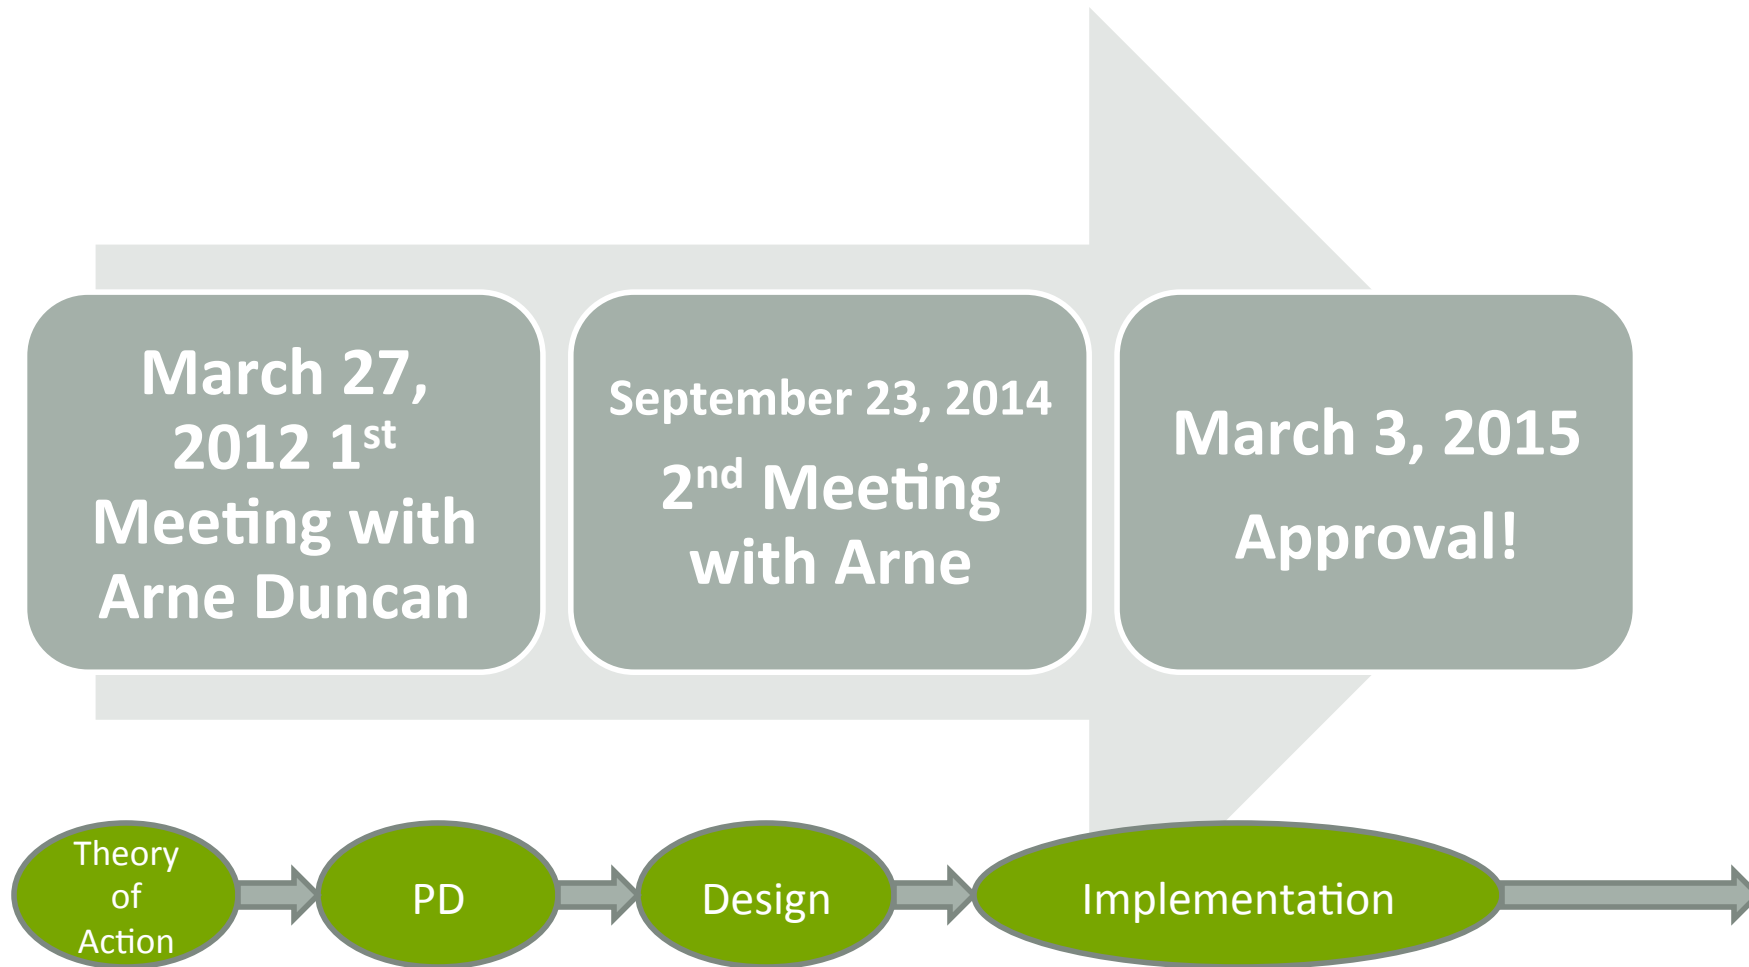 March 27,
2012 1st
Meeting with
Arne Duncan
September 23, 2014
2nd Meeting
with Arne
March 3, 2015
Approval!
Theory
of
Action
PD
Design
Implementation